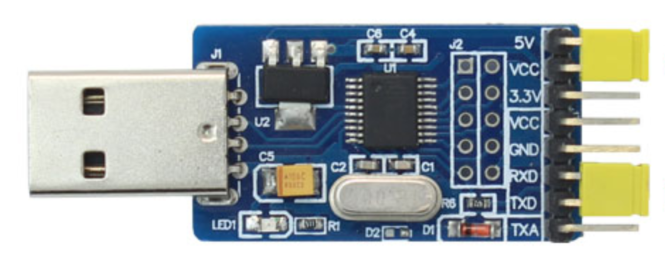 J1
C6 C4
J2
5V
VCC
3.3V
VCC
GND
RXD
TXD
TXA
U1
U2
C5
C2 C1
LED1 R1
R6
D2 D1